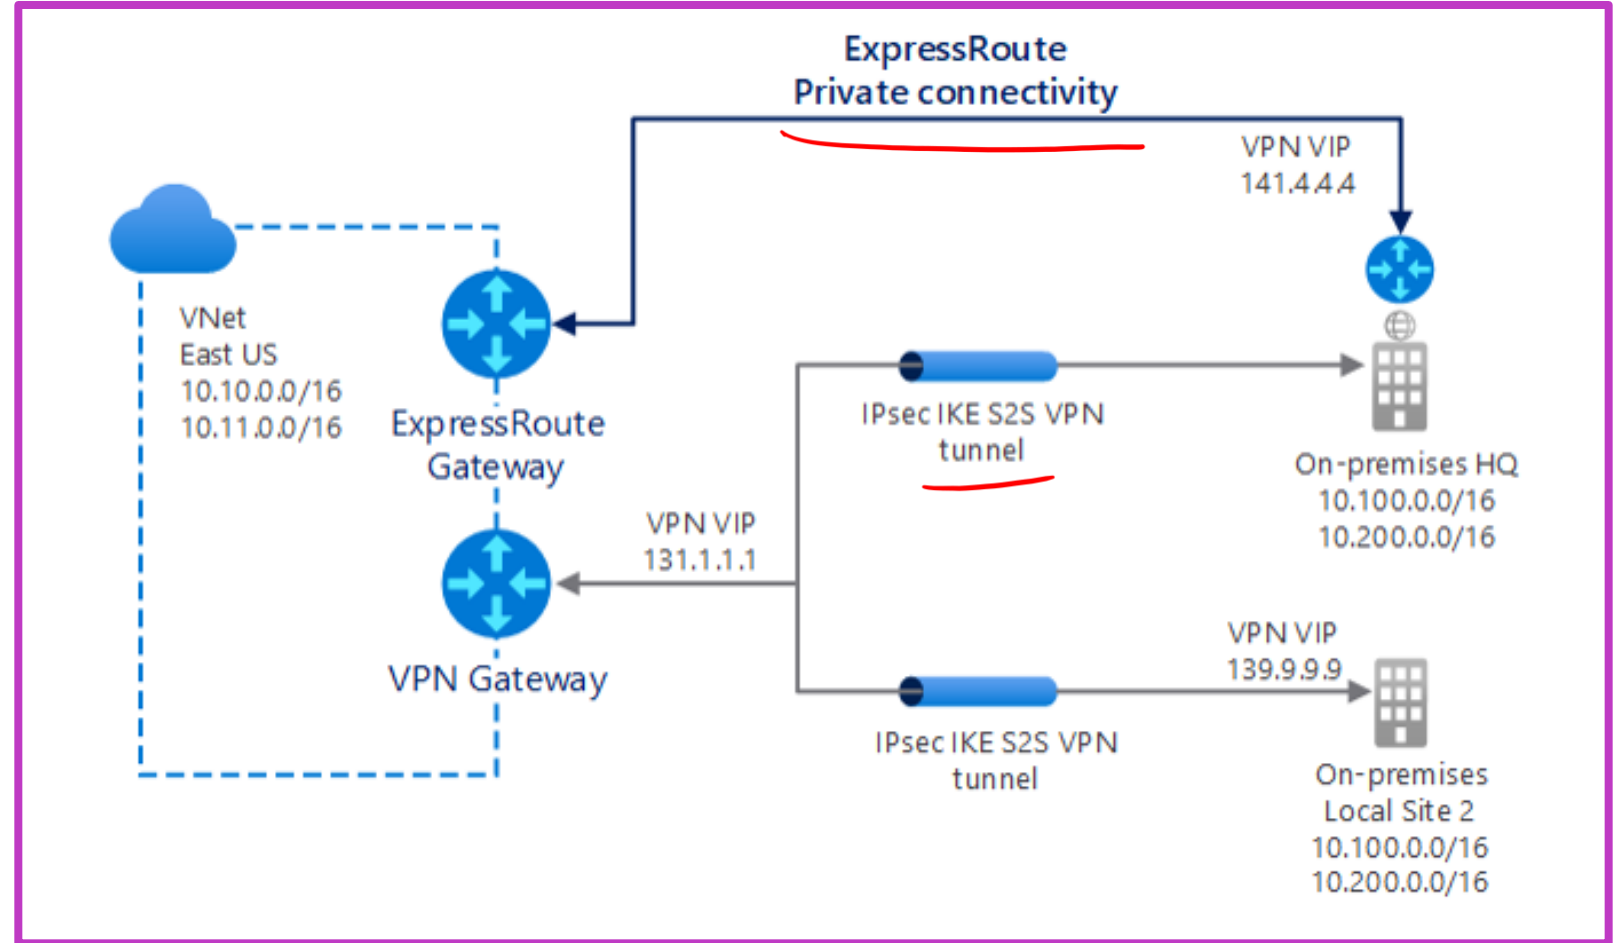 ExpressRoute
Private connectivity
VPN VIP
141.4.4.4
VNet
East US
10.10.0.0/16
10.11.0.0/16
ExpressRoute
Gateway
IPsec IKE S2S VPN
tunnel
On-premises HQ
10.100.0.0/16
10.200.0.0/16
VPN VIP
131.1.1.1
VPN Gateway
VPN VIP
139.9.9.9
IPsec IKE S2S VPN
tunnel
On-premises
Local Site 2
10.100.0.0/16
10.200.0.0/16